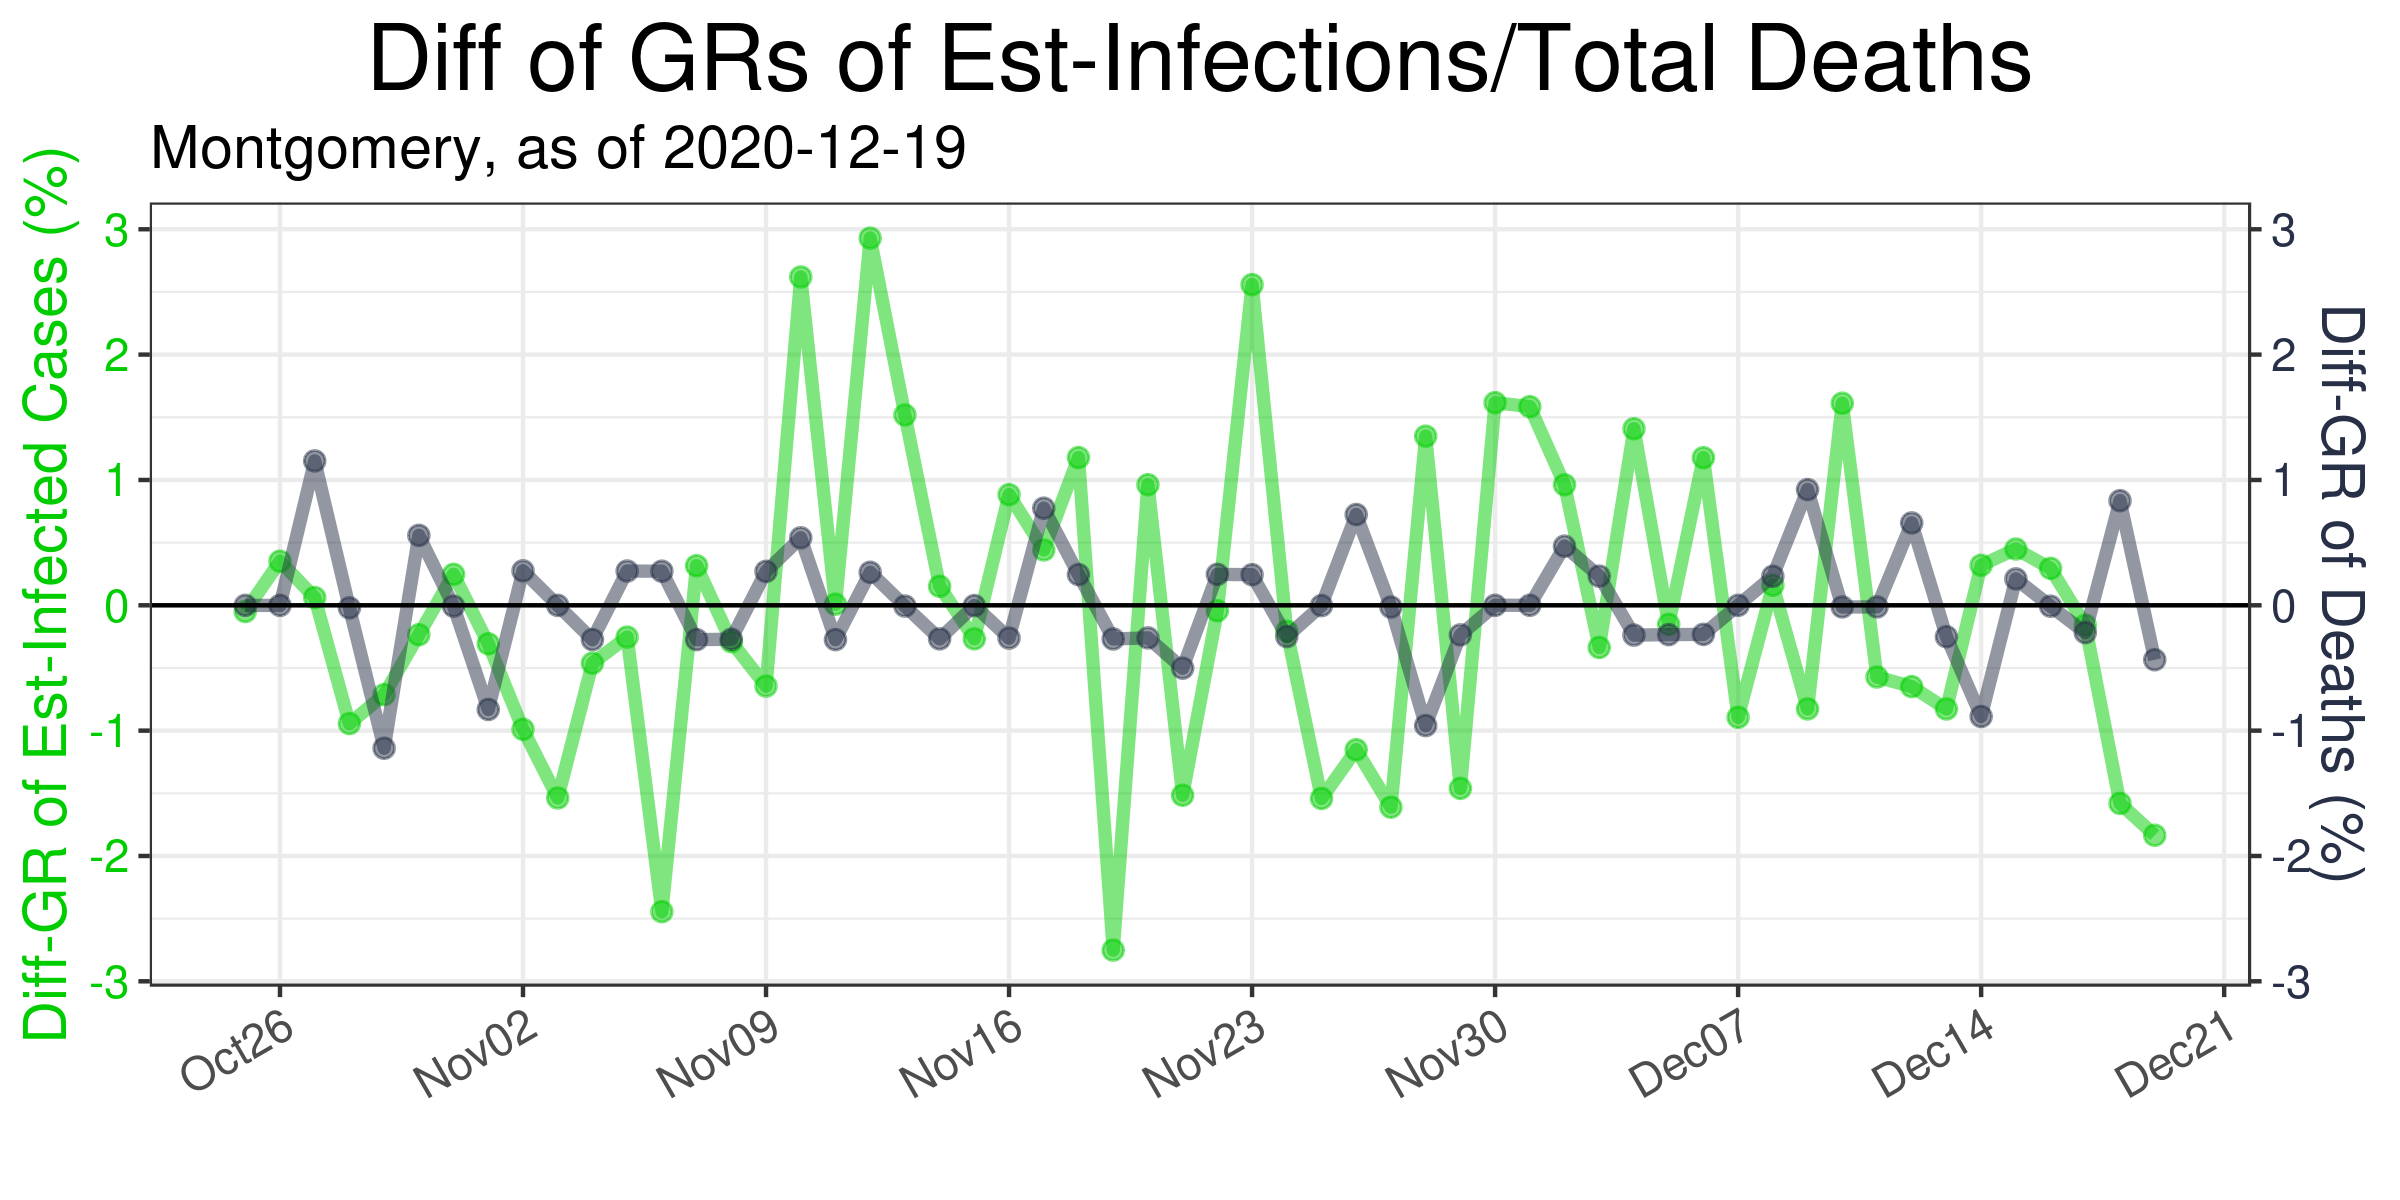 Diff of GRs of Est-Infections/Total Deaths
Montgomery, as of 2020-12-19
Diff-GR of Est-Infected Cases (%)
3
2
1
0
-1
-2
-3
3
2
1
0
-1
-2
-3
Diff-GR of Deaths (%)
Oct26
Nov02
Nov09
Nov16
Nov23
Nov30
Dec07
Dec14
Dec21